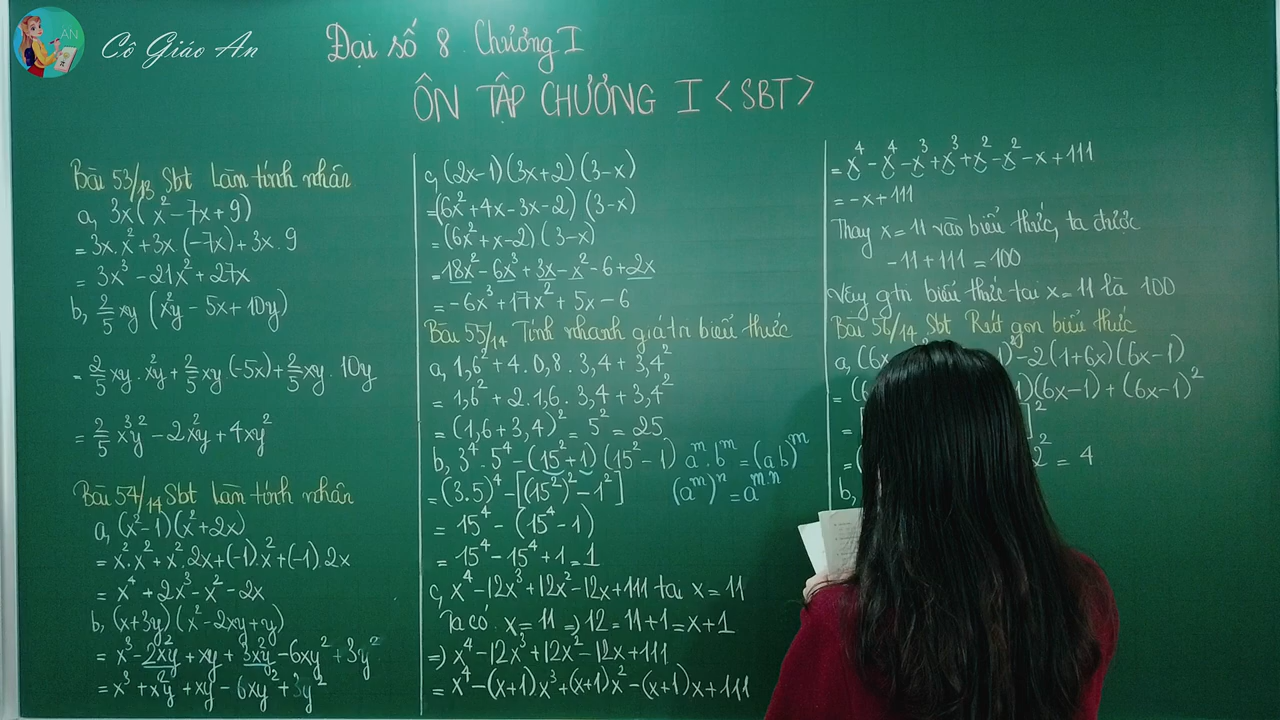 AN
Cô Giáo An
Đại số 8 Chương I
ÔN TẬP CHƯƠNG I <SBT>
Bài 53/13 Sbt Làm tính nhân
a, 3x(x²-7x+9)
= 3x.x²+3x(-7x)+3x.9
= 3x³-21x²+27x
b, 2/5 xy (x²y - 5x + 10y)
= 2/5 xy.x²y + 2/5 xy.(-5x) + 2/5 xy.10y
= 2/5 x³y² - 2x²y + 4xy²
Bài 54/14 Sbt Làm tính nhân
a, (x²-1)(x²+2x)
= x².x²+x².2x+(-1).x²+(-1).2x
= x⁴+2x³-x²-2x
b, (x+3y)(x²-2xy+y)
= x³-2x²y+xy+3x²y-6xy²+3y²
= x³+x²y+xy-6xy²+3y²
c, (2x-1)(3x+2)(3-x)
=(6x²+4x-3x-2)(3-x)
= (6x²+x-2)(3-x)
= 18x²-6x³+3x-x²-6+2x
= -6x³+17x²+5x-6
Bài 55/14 Tính nhanh giá trị biểu thức
a, 1,6²+4.0,8.3,4+3,4²
= 1,6²+2.1,6.3,4+3,4²
= (1,6+3,4)² = 5² = 25
b, 3⁴.5⁴-(15²+1)(15²-1) aᵐ.bᵐ=(ab)ᵐ
= (3.5)⁴-[(15²)²-1²] (aᵐ)ⁿ=aᵐ·ⁿ
= 15⁴-(15⁴-1)
= 15⁴-15⁴+1=1
c, x⁴-12x³+12x²-12x+111 tại x=11
Ta có. x=11 => 12=11+1=x+1
=> x⁴-12x³+12x²-12x+111
= x⁴-(x+1)x³+(x+1)x²-(x+1)x+111
= x⁴-x⁴-x³+x³+x²-x²-x+111
= -x+111
Thay x=11 vào biểu thức, ta được
-11+111=100
Vậy gtrị biểu thức tại x=11 là 100
Bài 56/14 Sbt Rút gọn biểu thức
a, (6x 1)²-2(1+6x)(6x-1)
= (6 1)(6x-1)+(6x-1)²
= [ ]²
= ( 2² = 4
b,